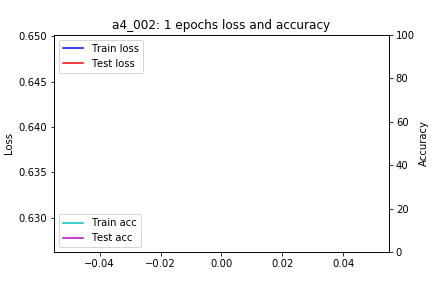 a4_002: 1 epochs loss and accuracy
0.650
0.645
0.640
0.635
0.630
Loss
Train loss
Test loss
Train acc
Test acc
100
80
60
40
20
0
Accuracy
−0.04
−0.02
0.00
0.02
0.04